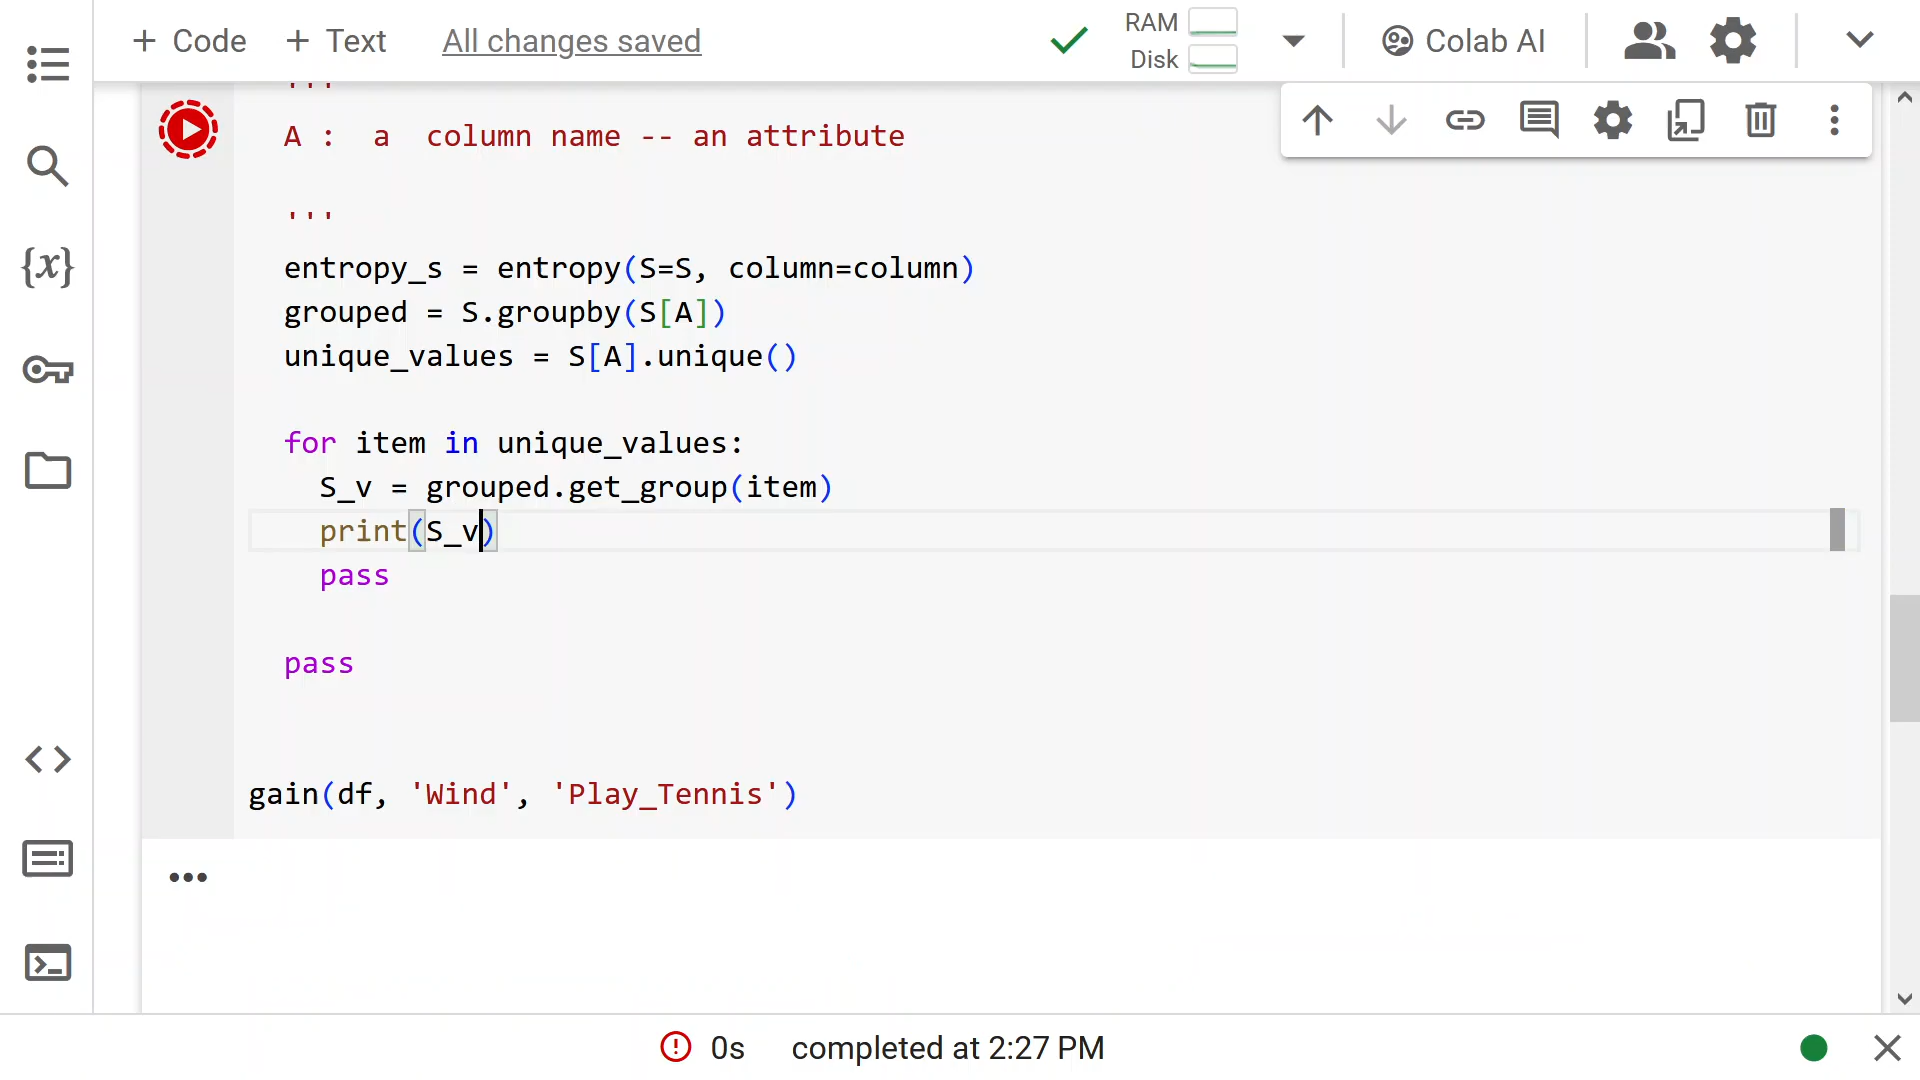 + Code + Text All changes saved RAM Colab AI
Disk
'''
A :  a  column name -- an attribute
'''
{x}
entropy_s = entropy(S=S, column=column)
grouped = S.groupby(S[A])
unique_values = S[A].unique()
for item in unique_values:
S_v = grouped.get_group(item)
print(S_v)
pass
pass
gain(df, 'Wind', 'Play_Tennis')
0s completed at 2:27 PM